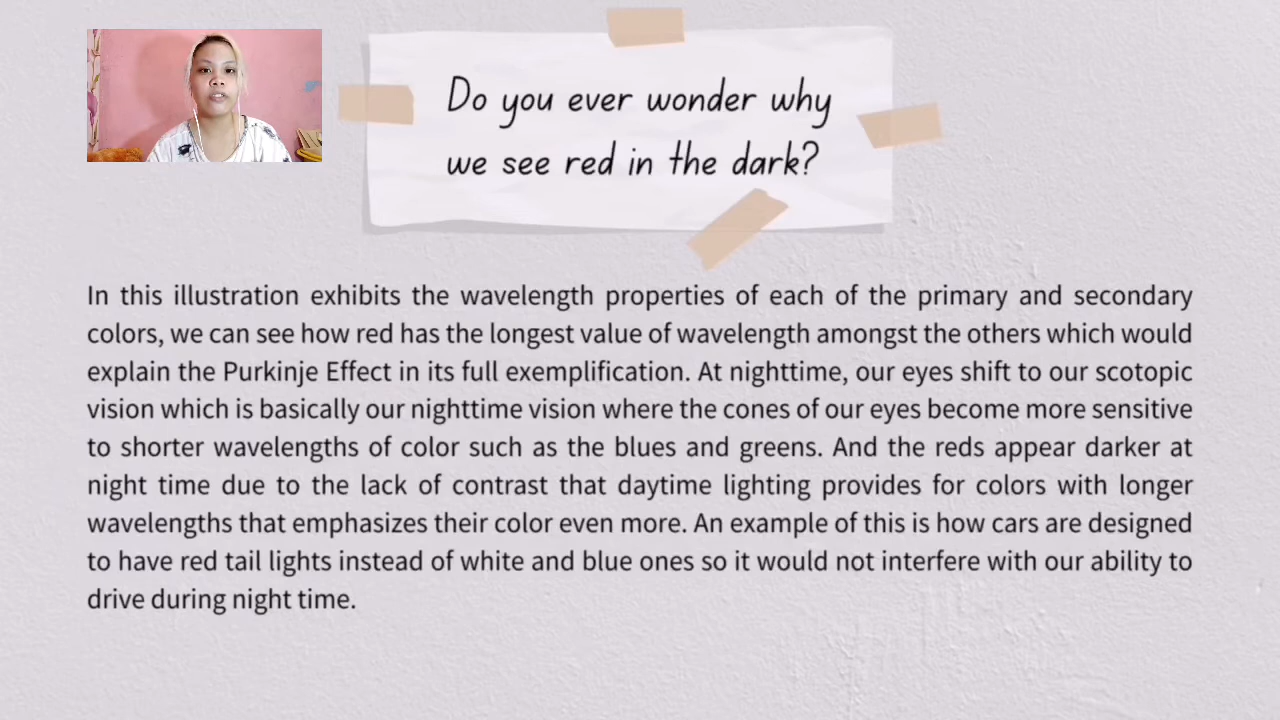 Do you ever wonder why
we see red in the dark?
In this illustration exhibits the wavelength properties of each of the primary and secondary
colors, we can see how red has the longest value of wavelength amongst the others which would
explain the Purkinje Effect in its full exemplification. At nighttime, our eyes shift to our scotopic
vision which is basically our nighttime vision where the cones of our eyes become more sensitive
to shorter wavelengths of color such as the blues and greens. And the reds appear darker at
night time due to the lack of contrast that daytime lighting provides for colors with longer
wavelengths that emphasizes their color even more. An example of this is how cars are designed
to have red tail lights instead of white and blue ones so it would not interfere with our ability to
drive during night time.